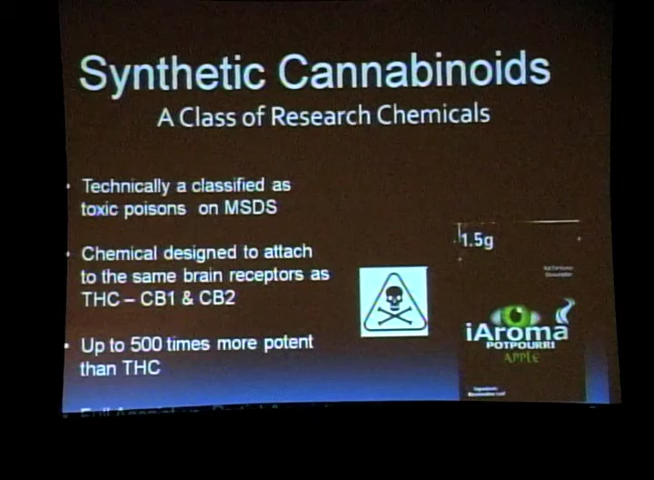 Synthetic Cannabinoids
A Class of Research Chemicals
Technically a classified as
toxic poisons on MSDS
Chemical designed to attach
to the same brain receptors as
THC – CB1 & CB2
Up to 500 times more potent
than THC
1.5g
iAroma
POTPOURRI
APPLE